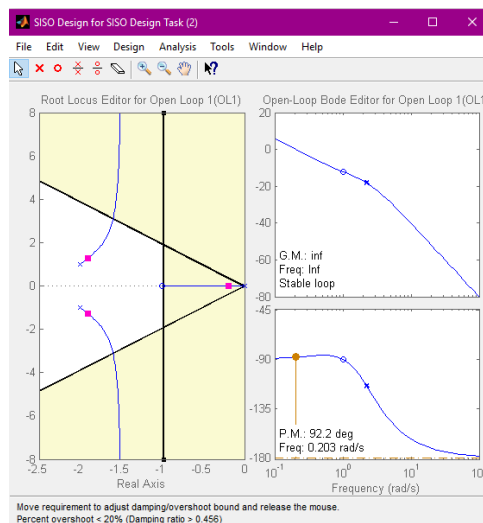 SISO Design for SISO Design Task (2)
File Edit View Design Analysis Tools Window Help
Root Locus Editor for Open Loop 1(OL1)
8
6
4
2
0
-2
-4
-6
-8
-2.5 -2 -1.5 -1 -0.5 0
Real Axis
Open-Loop Bode Editor for Open Loop 1(OL1
20
0
-20
-40
-60
-80
G.M.: inf
Freq: Inf
Stable loop
-45
-90
-135
-180
P.M.: 92.2 deg
Freq: 0.203 rad/s
10-1 100 101 10
Frequency (rad/s)
Move requirement to adjust damping/overshoot bound and release the mouse.
Percent overshoot < 20% (Damping ratio > 0.456)